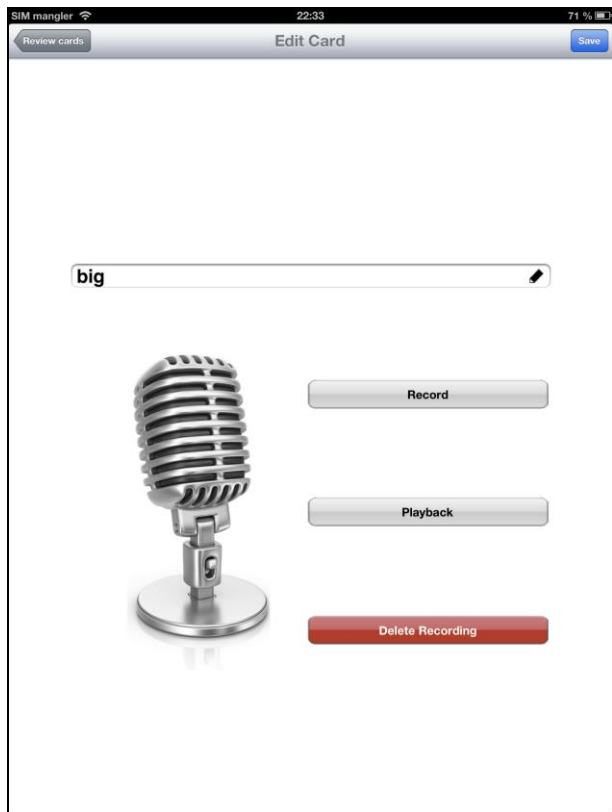 SIM mangler 22:33 71 %
Review cards Edit Card Save
big
Record
Playback
Delete Recording